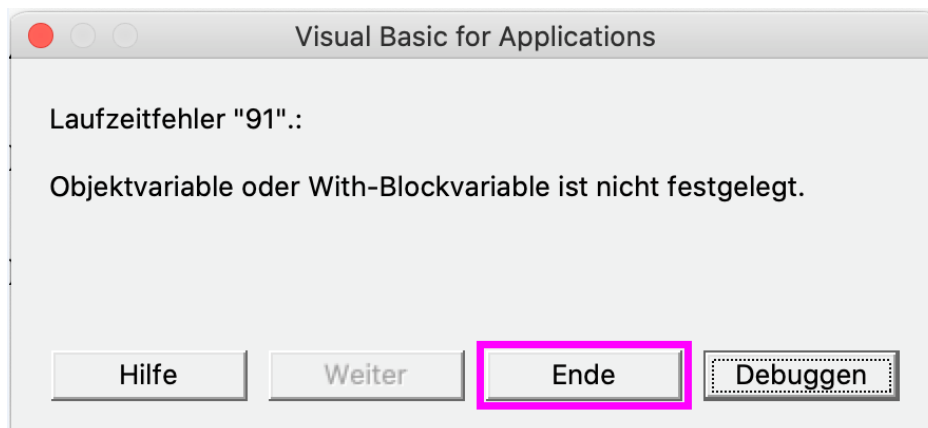 Visual Basic for Applications
Laufzeitfehler "91".:
Objektvariable oder With-Blockvariable ist nicht festgelegt.
Hilfe Weiter Ende Debuggen